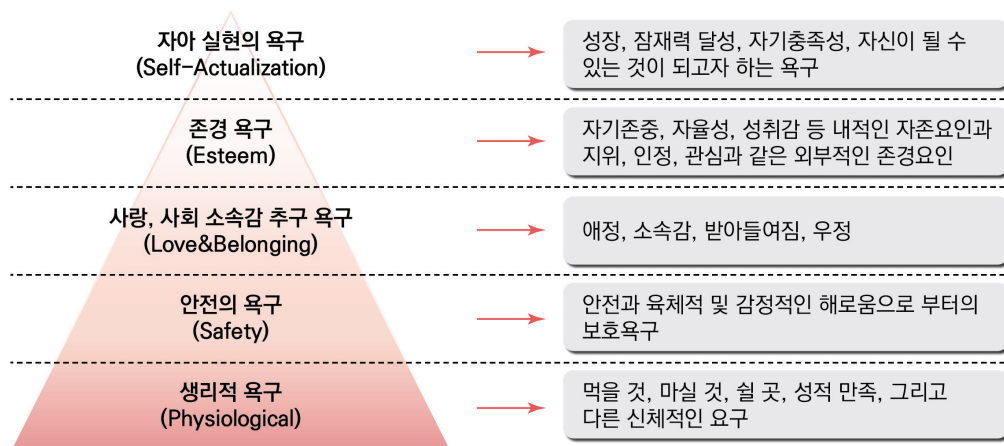 자아 실현의 욕구
(Self-Actualization)
성장, 잠재력 달성, 자기충족성, 자신이 될 수
있는 것이 되고자 하는 욕구
존경 욕구
(Esteem)
자기존중, 자율성, 성취감 등 내적인 자존요인과
지위, 인정, 관심과 같은 외부적인 존경요인
사랑, 사회 소속감 추구 욕구
(Love&Belonging)
애정, 소속감, 받아들여짐, 우정
안전의 욕구
(Safety)
안전과 육체적 및 감정적인 해로움으로 부터의
보호욕구
생리적 욕구
(Physiological)
먹을 것, 마실 것, 쉴 곳, 성적 만족, 그리고
다른 신체적인 요구